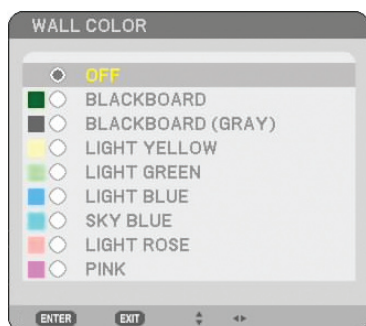 WALL COLOR
OFF
BLACKBOARD
BLACKBOARD (GRAY)
LIGHT YELLOW
LIGHT GREEN
LIGHT BLUE
SKY BLUE
LIGHT ROSE
PINK
ENTER EXIT